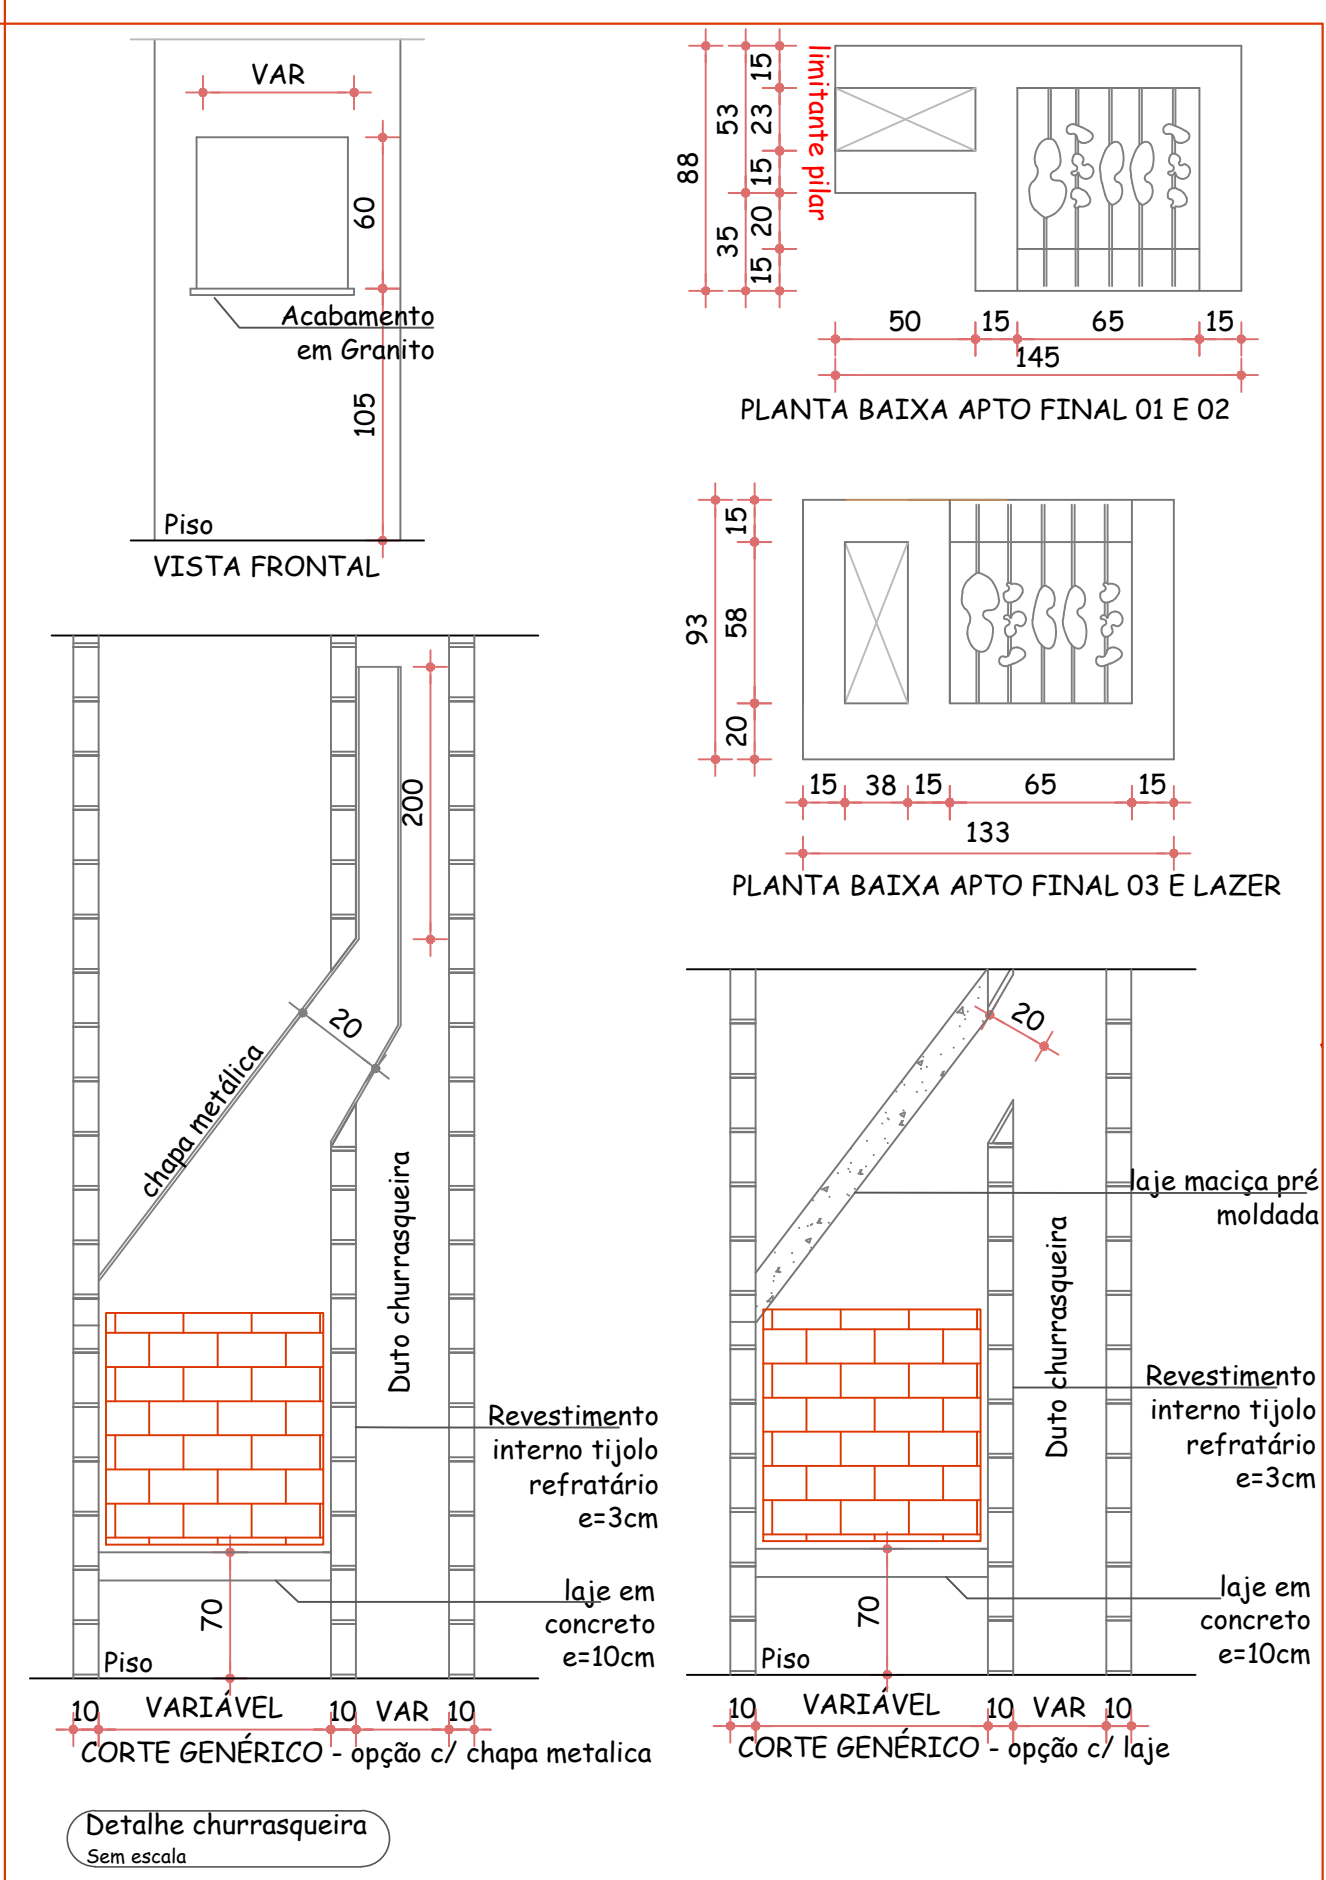 VAR
60
Acabamento
em Granito
105
Piso
VISTA FRONTAL
15
53
23
88
15
35
20
15
limitante pilar
50
15
65
15
145
PLANTA BAIXA APTO FINAL 01 E 02
15
93
58
20
15
38
15
65
15
133
PLANTA BAIXA APTO FINAL 03 E LAZER
200
20
chapa metálica
Duto churrasqueira
Revestimento
interno tijolo
refratário
e=3cm
laje em
concreto
e=10cm
70
Piso
10
VARIÁVEL
10
VAR
10
CORTE GENÉRICO - opção c/ chapa metalica
20
laje maciça pré
moldada
Duto churrasqueira
Revestimento
interno tijolo
refratário
e=3cm
laje em
concreto
e=10cm
70
Piso
10
VARIÁVEL
10
VAR
10
CORTE GENÉRICO - opção c/ laje
Detalhe churrasqueira
Sem escala